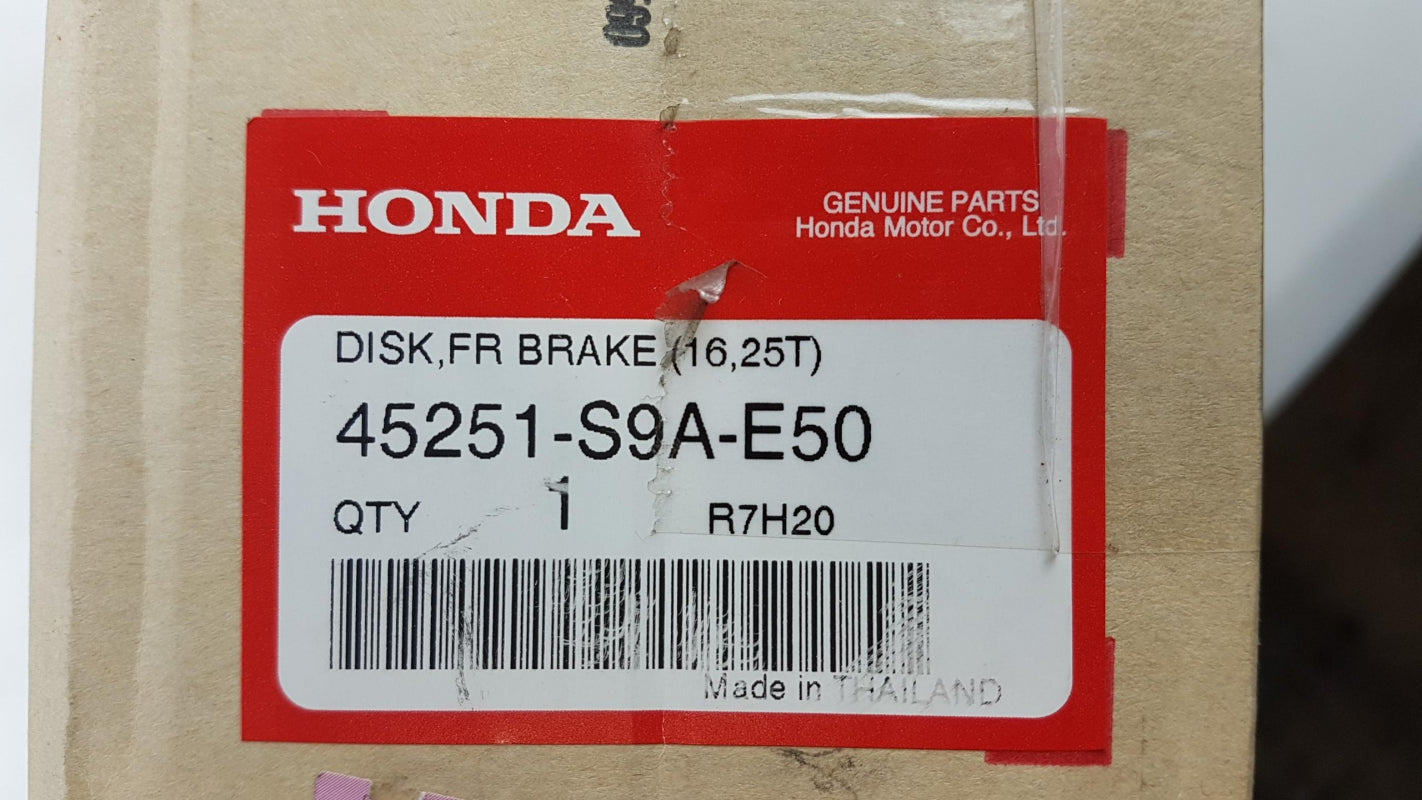 HONDA
GENUINE PARTS
Honda Motor Co., Ltd.
DISK,FR BRAKE (16,25T)
45251-S9A-E50
QTY 1 R7H20
Made in THAILAND